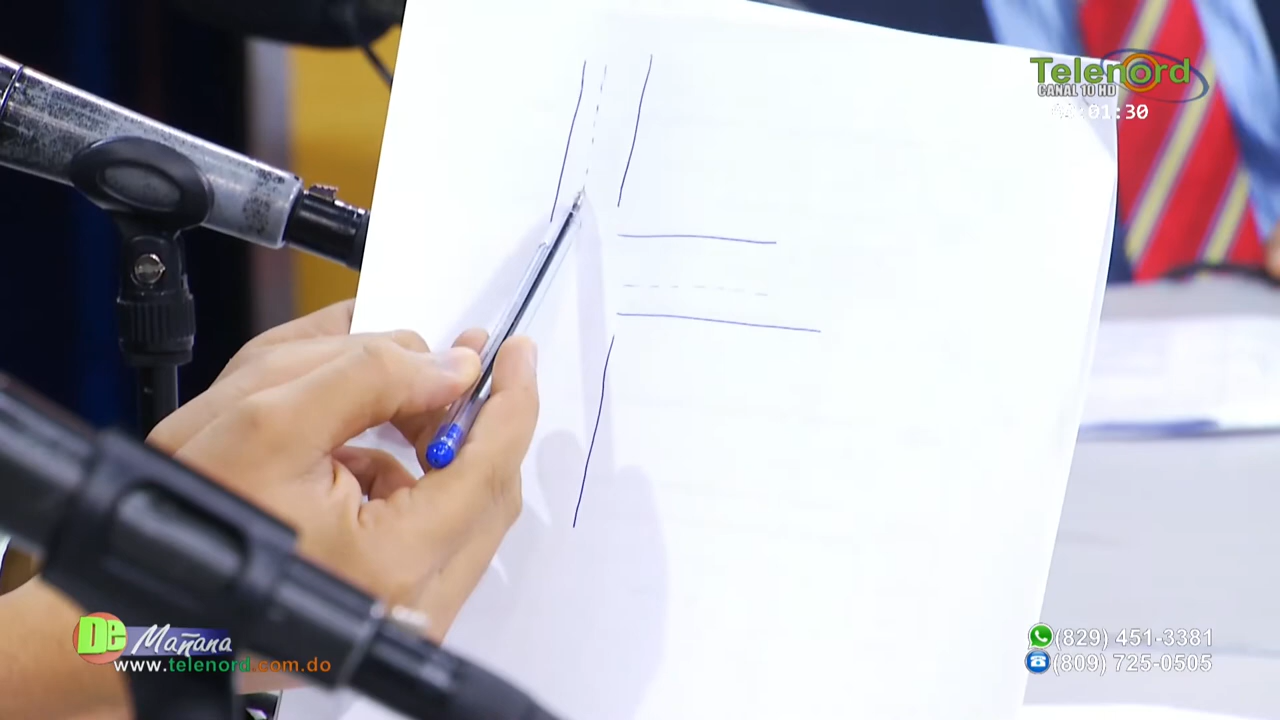 Telenord
CANAL 10 HD
De Mañana
www.telenord.com.do
(829) 451-3381
(809) 725-0505